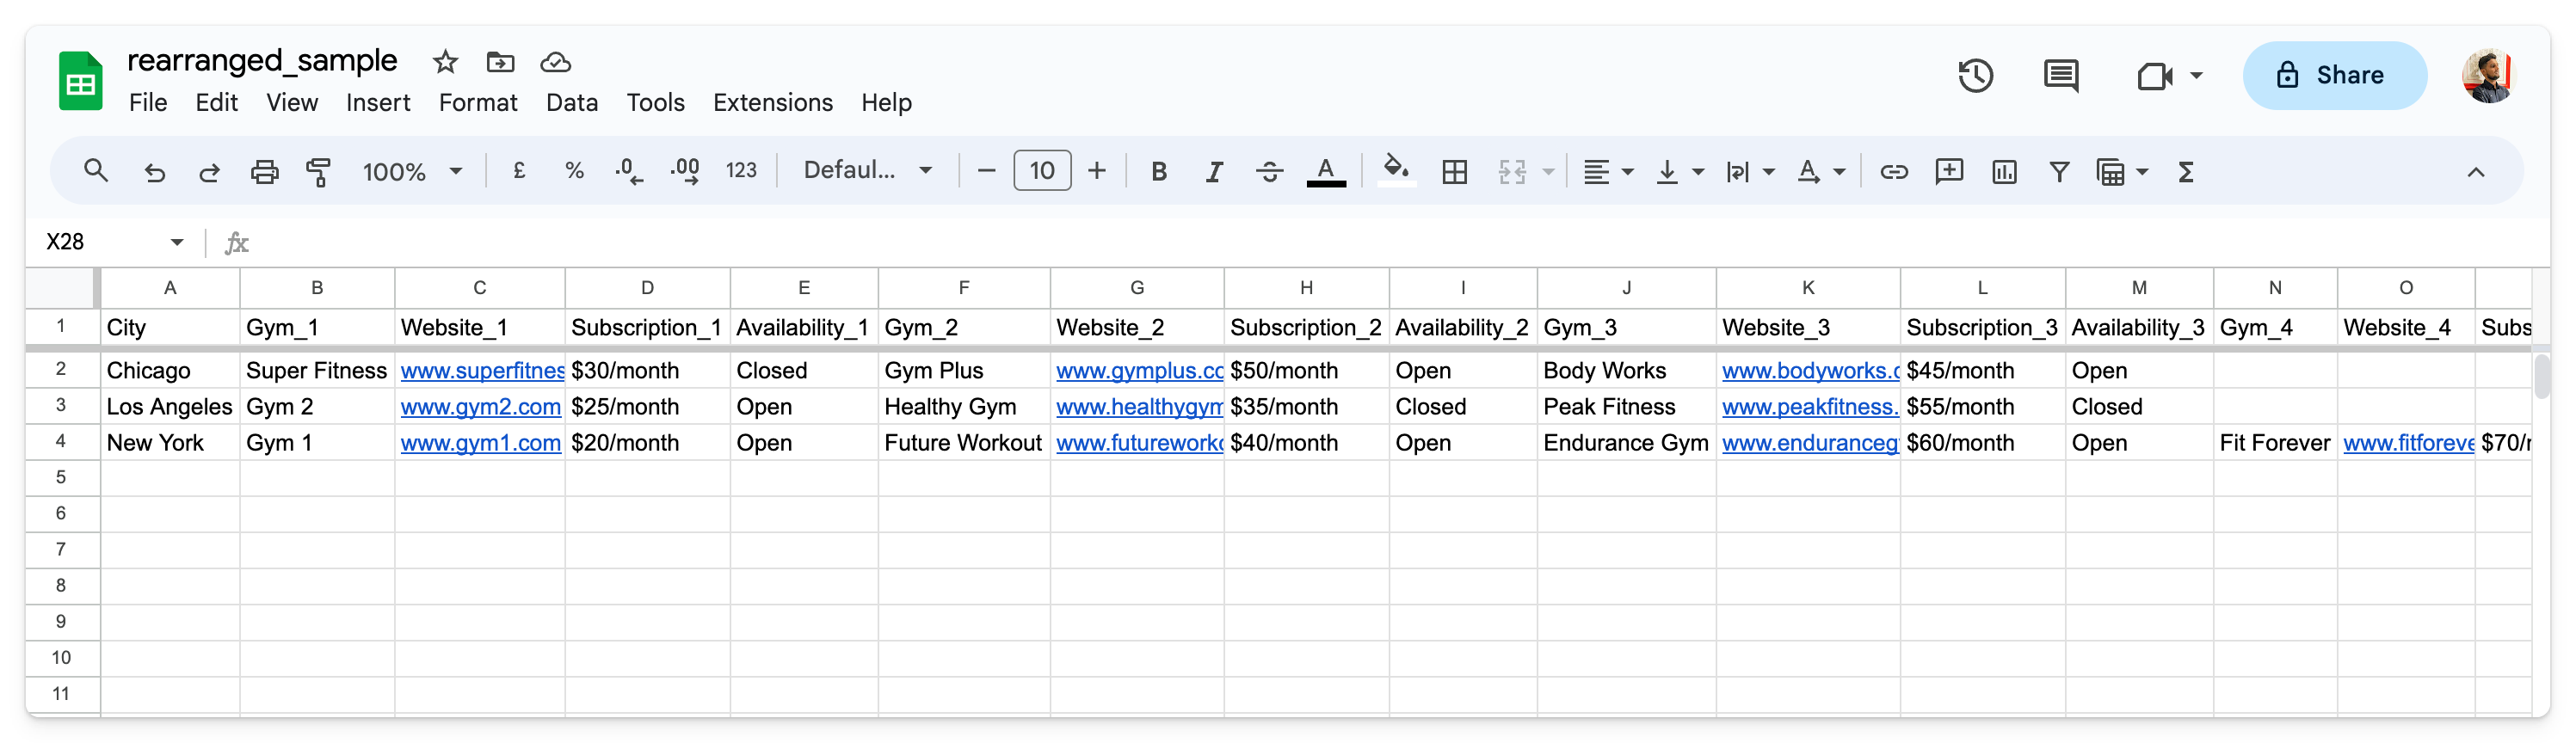 rearranged_sample
File Edit View Insert Format Data Tools Extensions Help
Share
100% £ % .0 .00 123 Defaul... 10 B I A A
X28 fx
A B C D E F G H I J K L M N O
1 City Gym_1 Website_1 Subscription_1 Availability_1 Gym_2 Website_2 Subscription_2 Availability_2 Gym_3 Website_3 Subscription_3 Availability_3 Gym_4 Website_4 Subs
2 Chicago Super Fitness www.superfitnes $30/month Closed Gym Plus www.gymplus.co $50/month Open Body Works www.bodyworks.c $45/month Open
3 Los Angeles Gym 2 www.gym2.com $25/month Open Healthy Gym www.healthygym $35/month Closed Peak Fitness www.peakfitness. $55/month Closed
4 New York Gym 1 www.gym1.com $20/month Open Future Workout www.futureworko $40/month Open Endurance Gym www.enduranceg $60/month Open Fit Forever www.fitforeve $70/
5
6
7
8
9
10
11